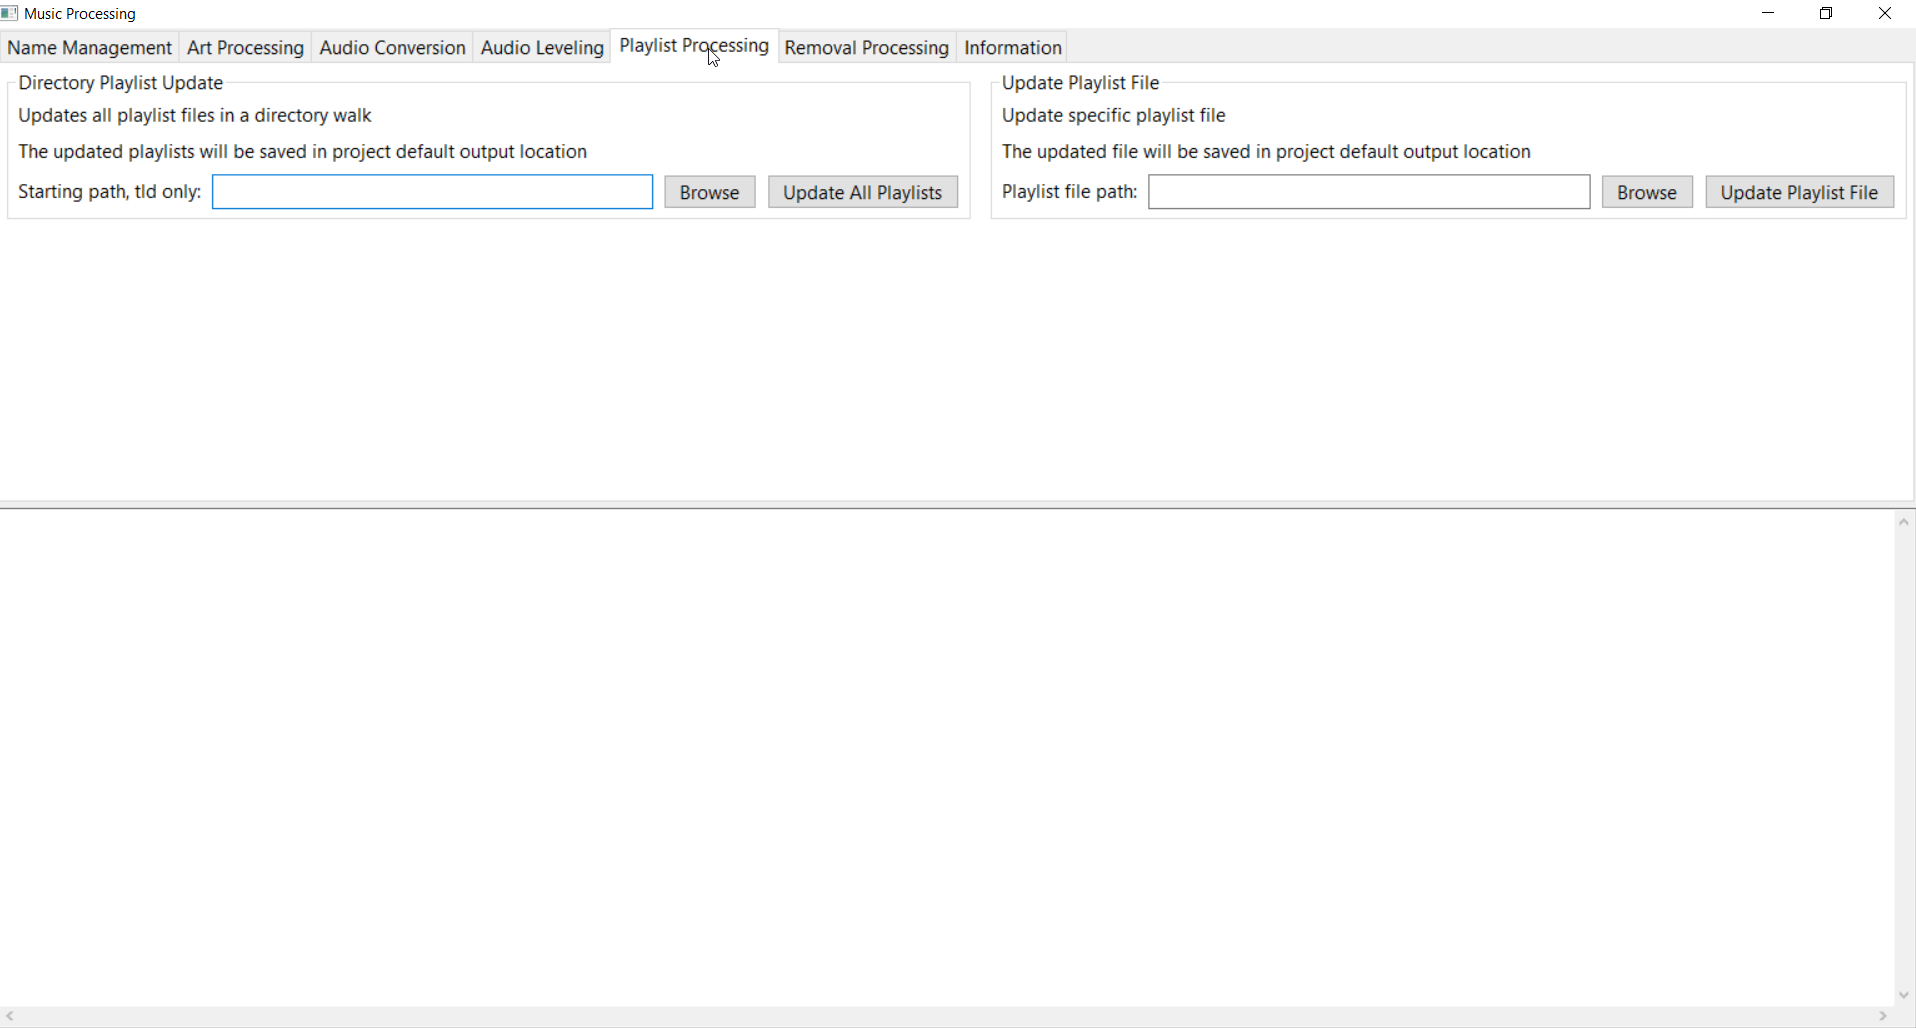 Music Processing
Name Management Art Processing Audio Conversion Audio Leveling Playlist Processing Removal Processing Information
Directory Playlist Update
Updates all playlist files in a directory walk
The updated playlists will be saved in project default output location
Starting path, tld only: Browse Update All Playlists
Update Playlist File
Update specific playlist file
The updated file will be saved in project default output location
Playlist file path: Browse Update Playlist File